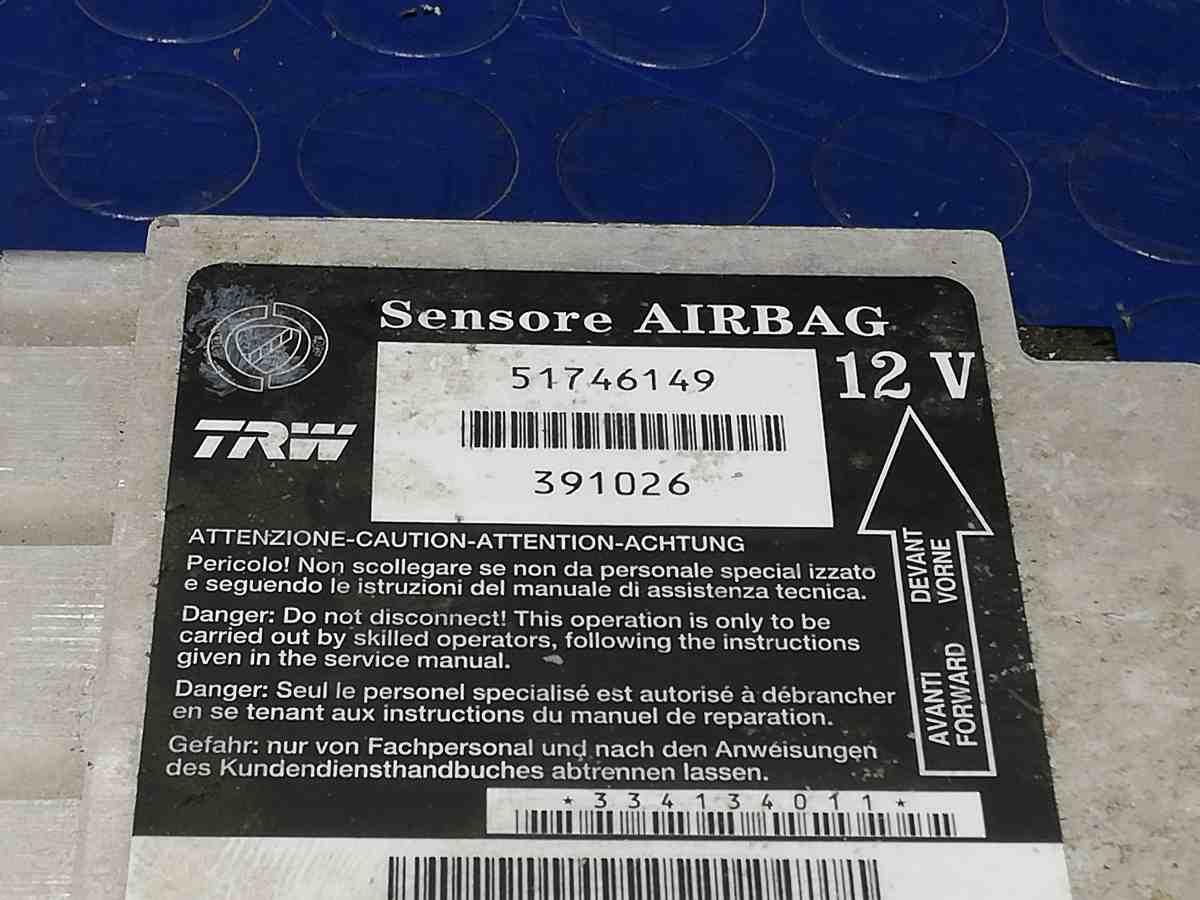 Sensore AIRBAG
51746149
12 V
TRW
391026
ATTENZIONE-CAUTION-ATTENTION-ACHTUNG
Pericolo! Non scollegare se non da personale special izzato
e seguendo le istruzioni del manuale di assistenza tecnica.
Danger: Do not disconnect! This operation is only to be
carried out by skilled operators, following the instructions
given in the service manual.
Danger: Seul le personel specialisé est autorisé à débrancher
en se tenant aux instructions du manuel de reparation.
Gefahr: nur von Fachpersonal und nach den Anweisungen
des Kundendiensthandbuches abtrennen lassen.
DEVANT
VORNE
AVANTI
FORWARD
*334134011*